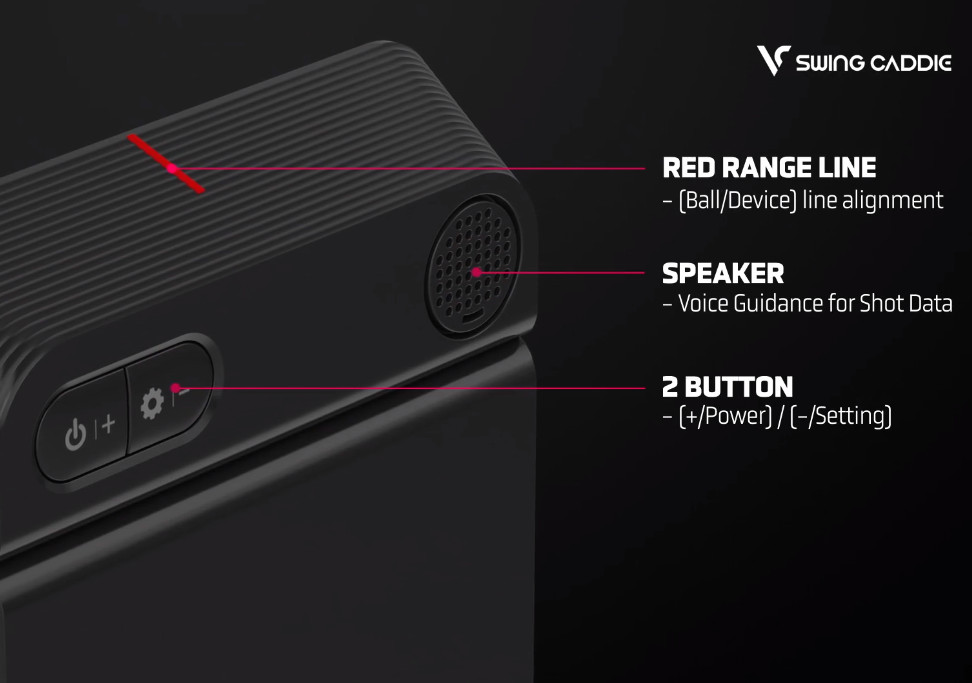 SWING CADDIE
RED RANGE LINE
– (Ball/Device) line alignment
SPEAKER
– Voice Guidance for Shot Data
2 BUTTON
– (+/Power) / (–/Setting)